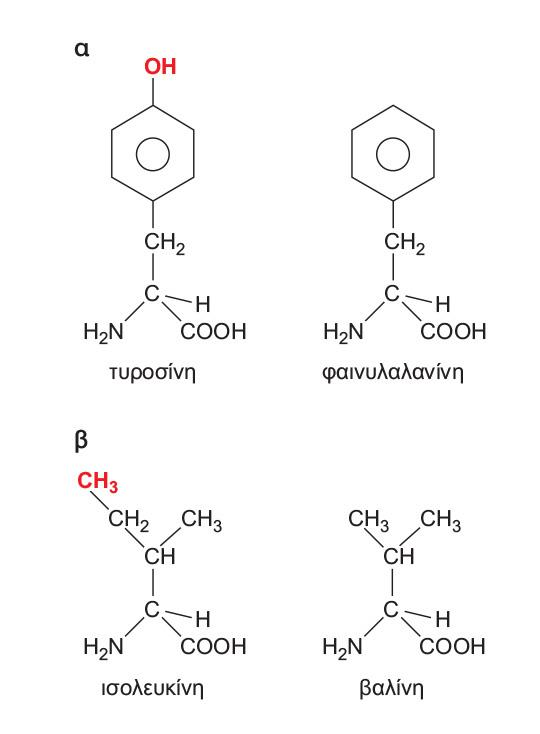 α
OH
CH₂ CH₂
C H C H
H₂N COOH H₂N COOH
τυροσίνη φαινυλαλανίνη
β
CH₃
CH₂ CH₃ CH₃ CH₃
CH CH
C H C H
H₂N COOH H₂N COOH
ισολευκίνη βαλίνη